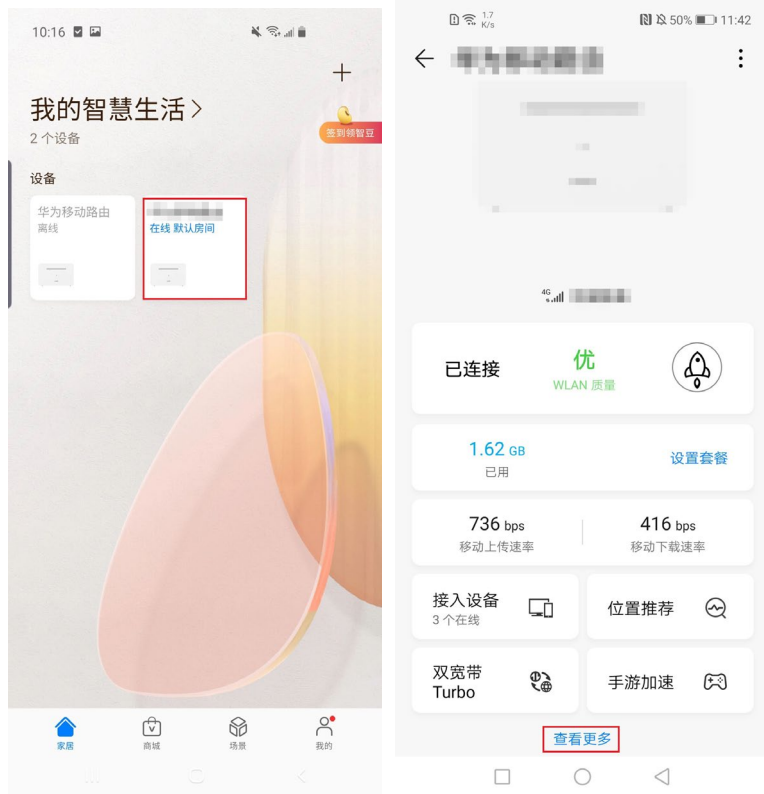 10:16
我的智慧生活
2 个设备
签到领智豆
设备
华为移动路由
离线
在线 默认房间
家居
商城
场景
我的
1.7
K/s
50%
11:42
4G
已连接
优
WLAN 质量
1.62 GB
已用
设置套餐
736 bps
移动上传速率
416 bps
移动下载速率
接入设备
3 个在线
位置推荐
双宽带
Turbo
手游加速
查看更多